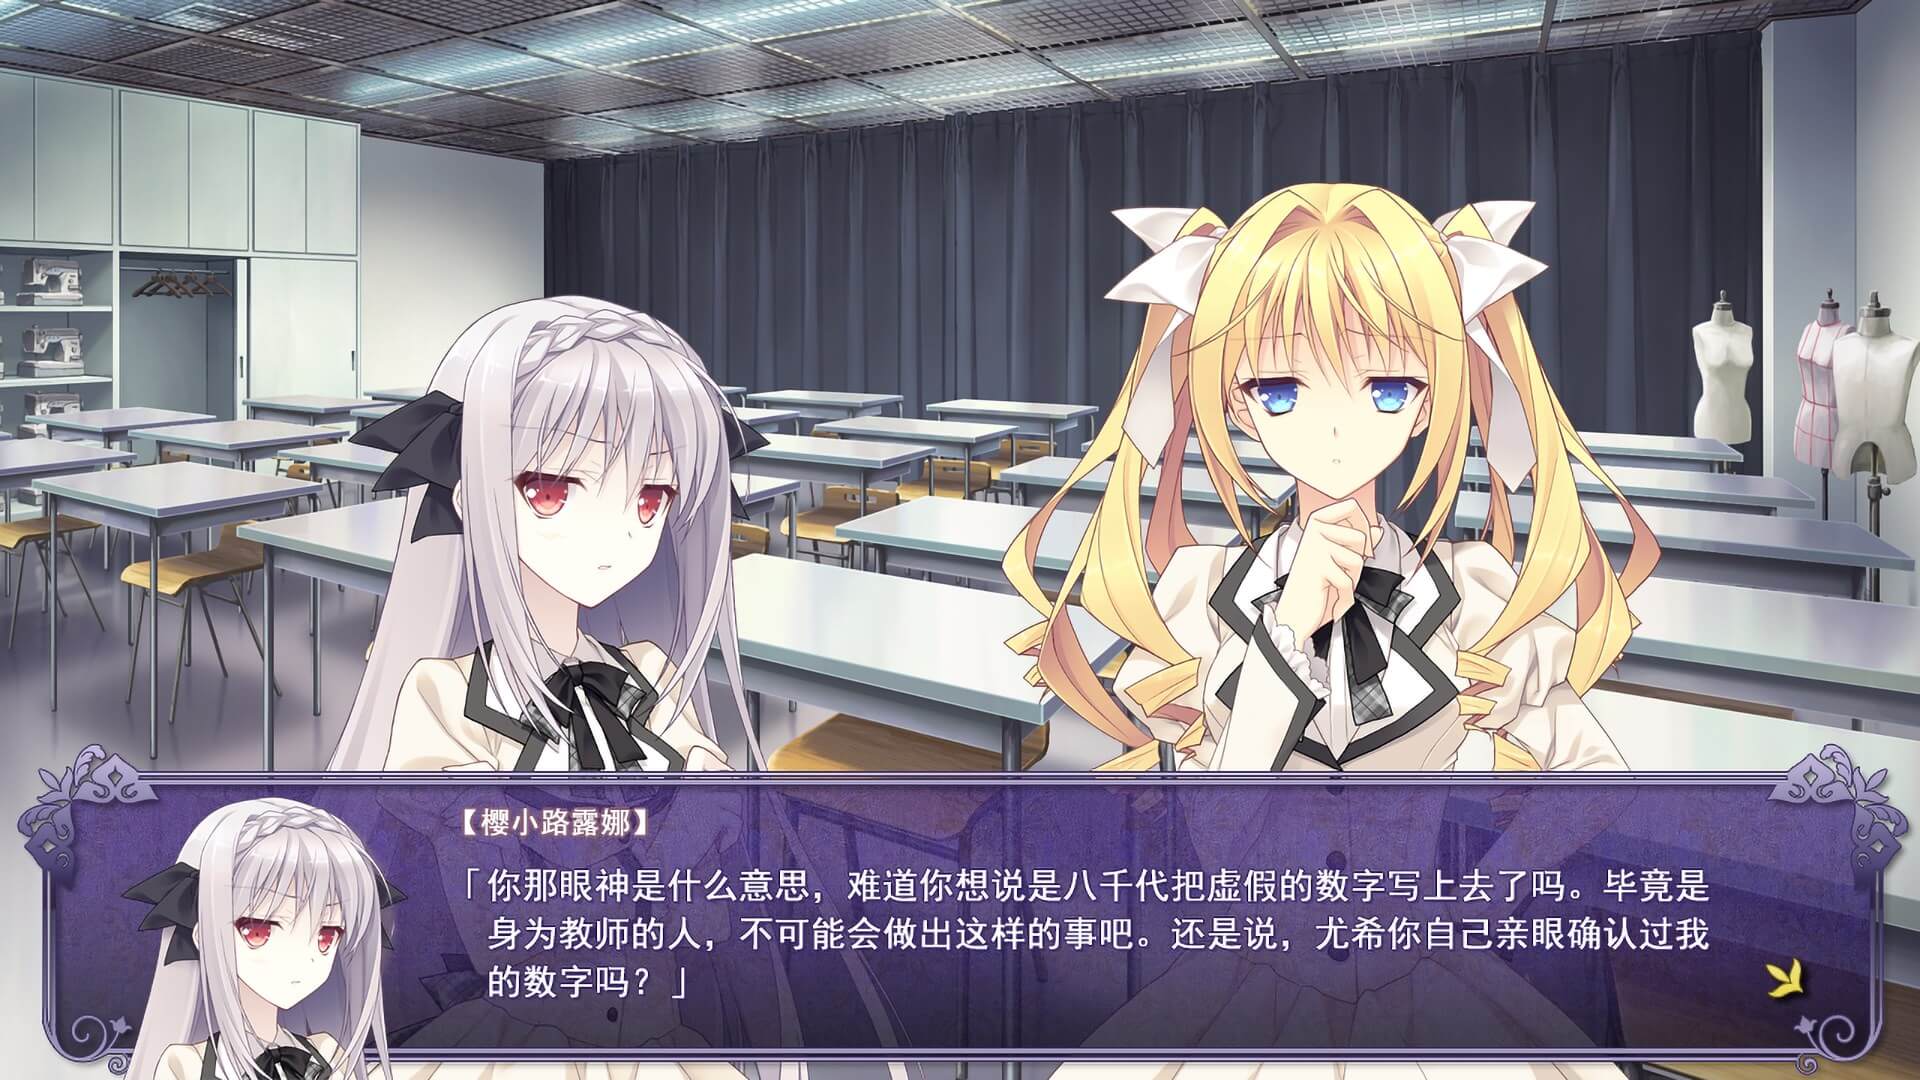 【樱小路露娜】
「你那眼神是什么意思，难道你想说是八千代把虚假的数字写上去了吗。毕竟是
身为教师的人，不可能会做出这样的事吧。还是说，尤希你自己亲眼确认过我
的数字吗？」